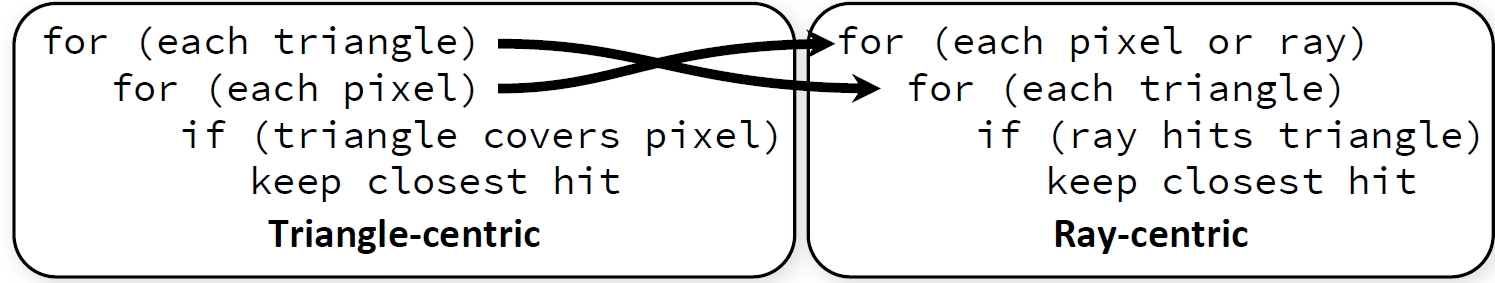 for (each triangle)
for (each pixel)
if (triangle covers pixel)
keep closest hit
Triangle-centric
for (each pixel or ray)
for (each triangle)
if (ray hits triangle)
keep closest hit
Ray-centric